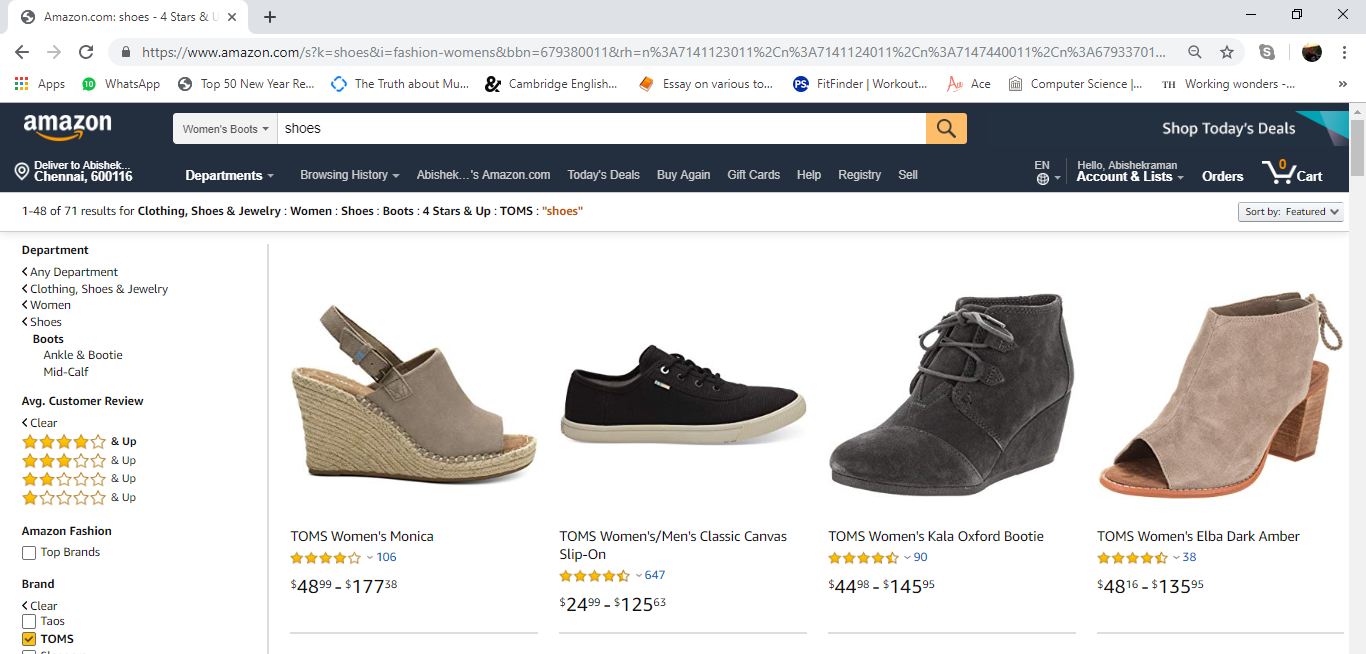 Amazon.com: shoes - 4 Stars & U
https://www.amazon.com/s?k=shoes&i=fashion-womens&bbn=679380011&rh=n%3A7141123011%2Cn%3A7141124011%2Cn%3A7147440011%2Cn%3A67933701...
Apps 10 WhatsApp Top 50 New Year Re... The Truth about Mu... & Cambridge English... Essay on various to... PS FitFinder | Workout... Ace Computer Science |... TH Working wonders -... »
amazon Women's Boots shoes Shop Today's Deals
Deliver to Abishek...
Chennai, 600116
Departments Browsing History Abishek...'s Amazon.com Today's Deals Buy Again Gift Cards Help Registry Sell
EN
Hello, Abishekraman
Account & Lists Orders 0 Cart
1-48 of 71 results for Clothing, Shoes & Jewelry : Women : Shoes : Boots : 4 Stars & Up : TOMS : "shoes" Sort by: Featured
Department
Any Department
Clothing, Shoes & Jewelry
Women
Shoes
Boots
Ankle & Bootie
Mid-Calf
Avg. Customer Review
Clear
& Up
& Up
& Up
& Up
Amazon Fashion
Top Brands
Brand
Clear
Taos
TOMS
TOMS Women's Monica
106
$48 99 - $177 38
TOMS Women's/Men's Classic Canvas
Slip-On
647
$24 99 - $125 63
TOMS Women's Kala Oxford Bootie
90
$44 98 - $145 95
TOMS Women's Elba Dark Amber
38
$48 16 - $135 95